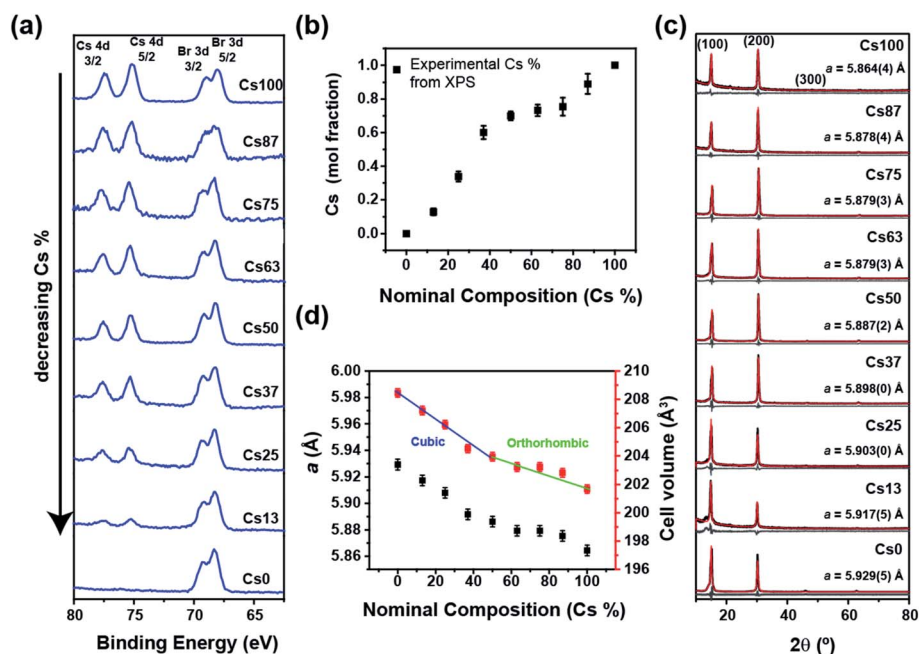 (a)
Cs 4d
3/2
Cs 4d
5/2
Br 3d
3/2
Br 3d
5/2
decreasing Cs %
Cs100
Cs87
Cs75
Cs63
Cs50
Cs37
Cs25
Cs13
Cs0
80 75 70 65
Binding Energy (eV)
(b)
Experimental Cs %
from XPS
Cs (mol fraction)
1.0
0.8
0.6
0.4
0.2
0.0
0 20 40 60 80 100
Nominal Composition (Cs %)
(d)
a (Å)
6.00
5.98
5.96
5.94
5.92
5.90
5.88
5.86
Cubic
Orthorhombic
210
208
206
204
202
200
198
196
Cell volume (Å³)
0 20 40 60 80 100
Nominal Composition (Cs %)
(c)
(100)
(200)
(300)
Cs100
a = 5.864(4) Å
Cs87
a = 5.878(4) Å
Cs75
a = 5.879(3) Å
Cs63
a = 5.879(3) Å
Cs50
a = 5.887(2) Å
Cs37
a = 5.898(0) Å
Cs25
a = 5.903(0) Å
Cs13
a = 5.917(5) Å
Cs0
a = 5.929(5) Å
20 40 60 80
2θ (º)